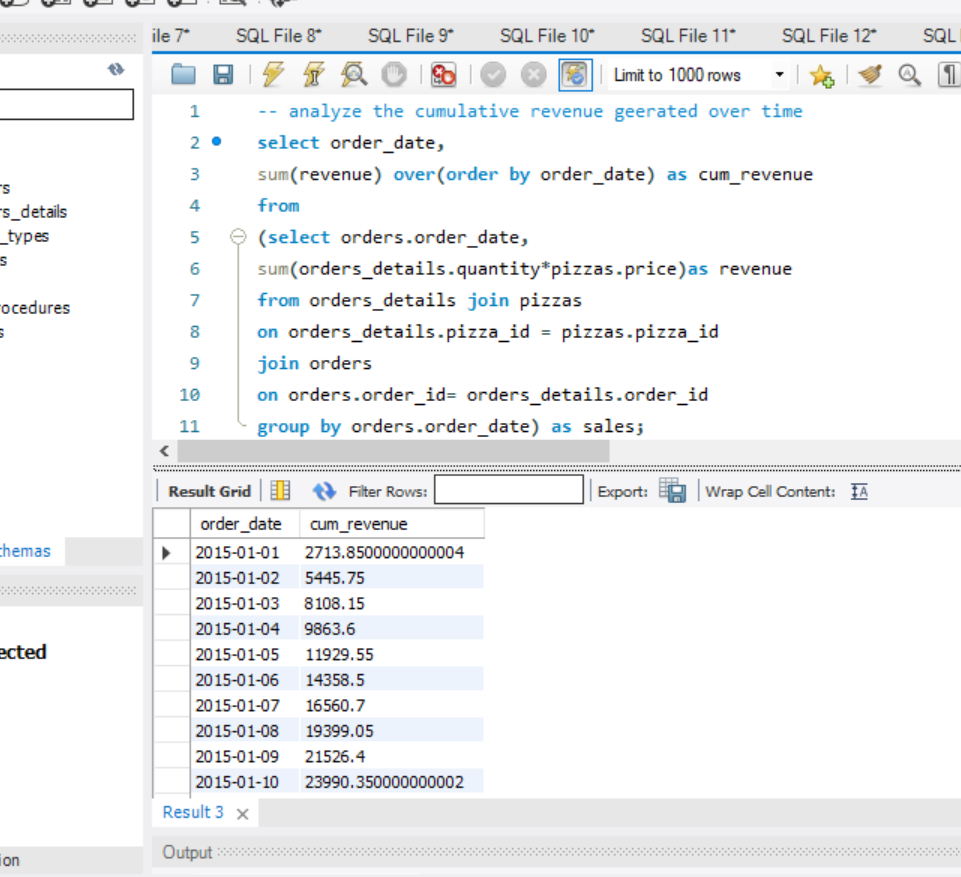 ile 7* SQL File 8* SQL File 9* SQL File 10* SQL File 11* SQL File 12* SQL
Limit to 1000 rows
1 -- analyze the cumulative revenue geerated over time
2 select order_date,
3 sum(revenue) over(order by order_date) as cum_revenue
4 from
5 (select orders.order_date,
6 sum(orders_details.quantity*pizzas.price)as revenue
7 from orders_details join pizzas
8 on orders_details.pizza_id = pizzas.pizza_id
9 join orders
10 on orders.order_id= orders_details.order_id
11 group by orders.order_date) as sales;
rs
rs_details
_types
s
rocedures
s
hemas
ected
ion
Result Grid Filter Rows: Export: Wrap Cell Content: IA
order_date cum_revenue
2015-01-01 2713.8500000000004
2015-01-02 5445.75
2015-01-03 8108.15
2015-01-04 9863.6
2015-01-05 11929.55
2015-01-06 14358.5
2015-01-07 16560.7
2015-01-08 19399.05
2015-01-09 21526.4
2015-01-10 23990.350000000002
Result 3
Output